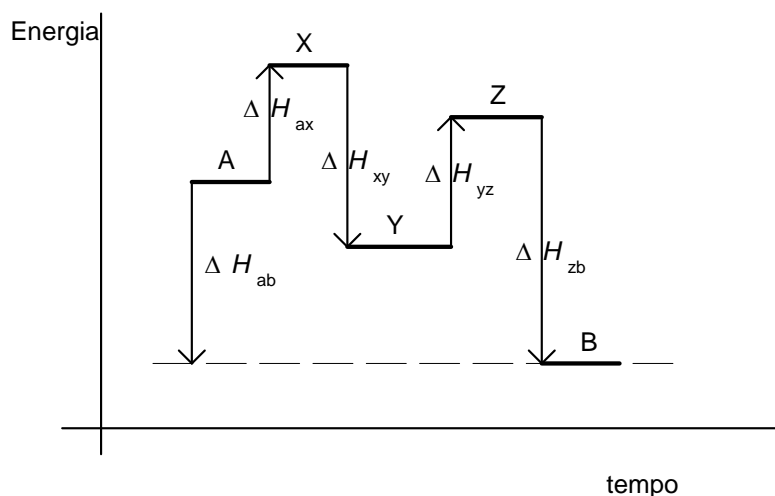 Energia
X
Z
Δ H ax
A
Δ H xy
Δ H yz
Y
Δ H ab
Δ H zb
B
tempo